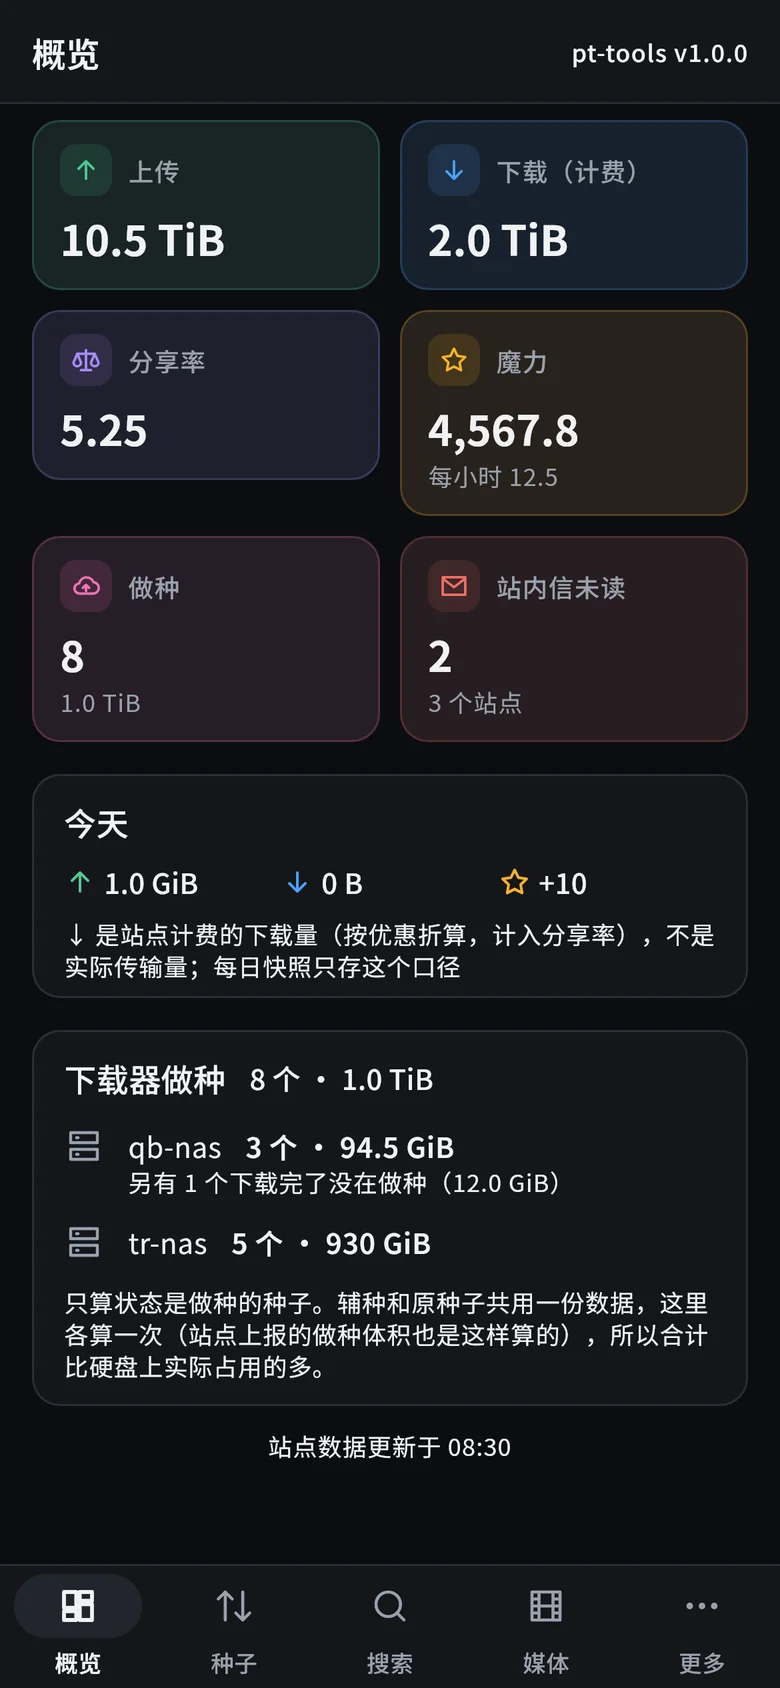 概览
pt-tools v1.0.0
上传
10.5 TiB
下载（计费）
2.0 TiB
分享率
5.25
魔力
4,567.8
每小时 12.5
做种
8
1.0 TiB
站内信未读
2
3 个站点
今天
↑ 1.0 GiB
↓ 0 B
+10
↓ 是站点计费的下载量（按优惠折算，计入分享率），不是
实际传输量；每日快照只存这个口径
下载器做种 8 个 · 1.0 TiB
qb-nas 3 个 · 94.5 GiB
另有 1 个下载完了没在做种（12.0 GiB）
tr-nas 5 个 · 930 GiB
只算状态是做种的种子。辅种和原种子共用一份数据，这里
各算一次（站点上报的做种体积也是这样算的），所以合计
比硬盘上实际占用的多。
站点数据更新于 08:30
概览
种子
搜索
媒体
更多